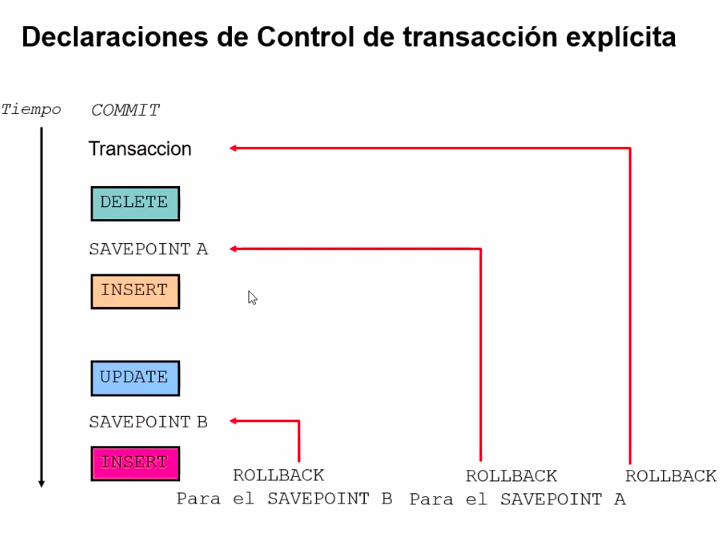 Declaraciones de Control de transacción explícita
Tiempo COMMIT
Transaccion
DELETE
SAVEPOINT A
INSERT
UPDATE
SAVEPOINT B
INSERT
ROLLBACK ROLLBACK ROLLBACK
Para el SAVEPOINT B Para el SAVEPOINT A